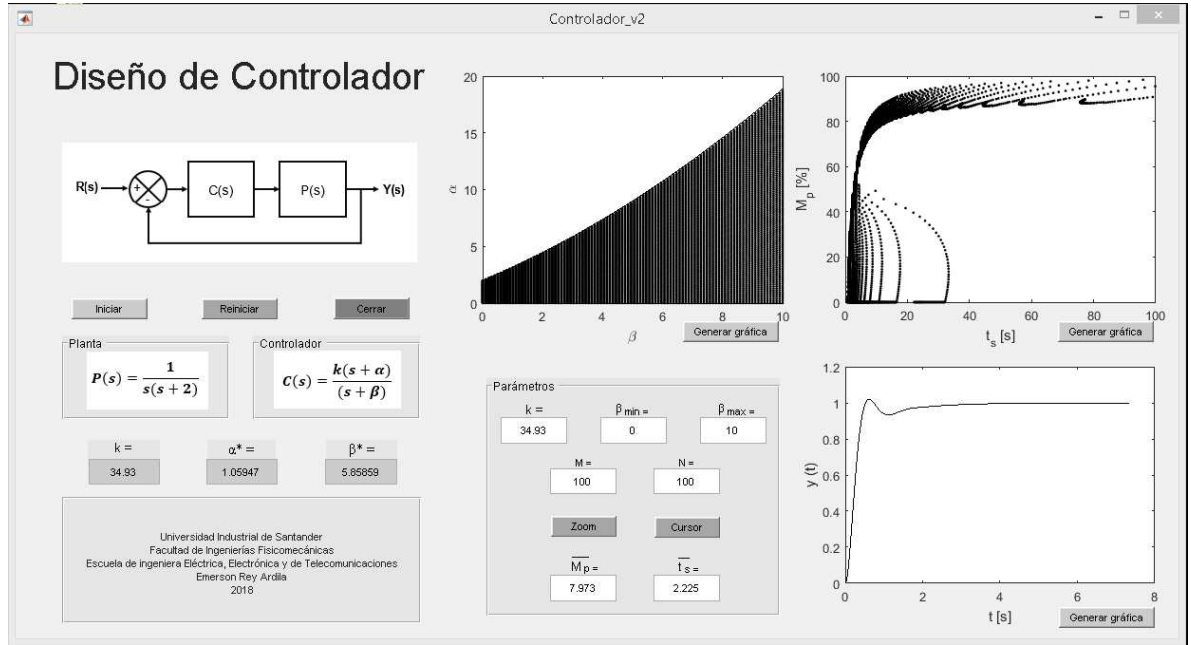 Controlador_v2
Diseño de Controlador
R(s)
+
-
C(s)
P(s)
Y(s)
Iniciar
Reiniciar
Cerrar
Planta
P(s) = 1 / s(s + 2)
Controlador
C(s) = k(s + α) / (s + β)
k =
α* =
β* =
34.93
1.05947
5.85859
Universidad Industrial de Santander
Facultad de Ingenierías Fisicomecánicas
Escuela de ingeniera Eléctrica, Electrónica y de Telecomunicaciones
Emerson Rey Ardila
2018
20
15
10
5
0
α
0 2 4 6 8 10
β
Generar gráfica
Parámetros
k =
β min =
β max =
34.93
0
10
M =
N =
100
100
Zoom
Cursor
M p =
t s =
7.973
2.225
100
80
60
40
20
0
M p [%]
0 20 40 60 80 100
t s [s]
Generar gráfica
1.2
1
0.8
0.6
0.4
0.2
0
y (t)
0 2 4 6 8
t [s]
Generar gráfica